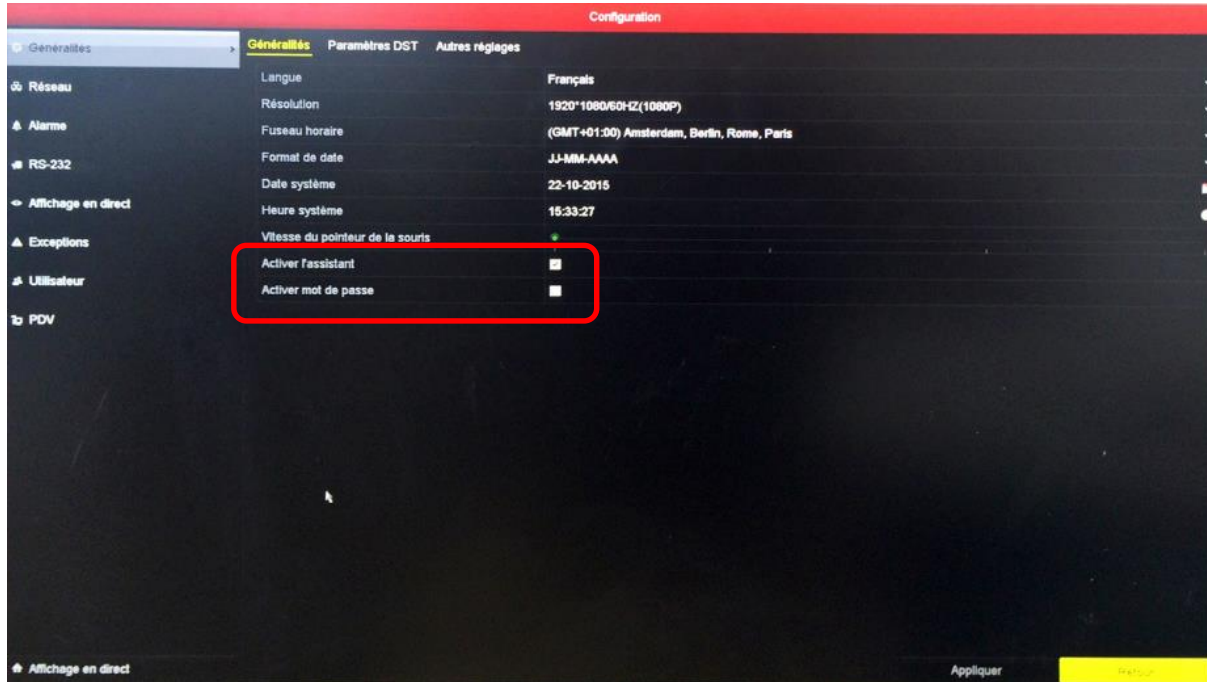 Configuration
Généralités
Généralités Paramètres DST Autres réglages
Langue Français
Réseau
Résolution 1920*1080/60HZ(1080P)
Alarme
Fuseau horaire (GMT+01:00) Amsterdam, Berlin, Rome, Paris
Format de date JJ-MM-AAAA
RS-232
Date système 22-10-2015
Affichage en direct
Heure système 15:33:27
Vitesse du pointeur de la souris
Exceptions
Activer l'assistant
Utilisateur
Activer mot de passe
PDV
Affichage en direct
Appliquer Retour